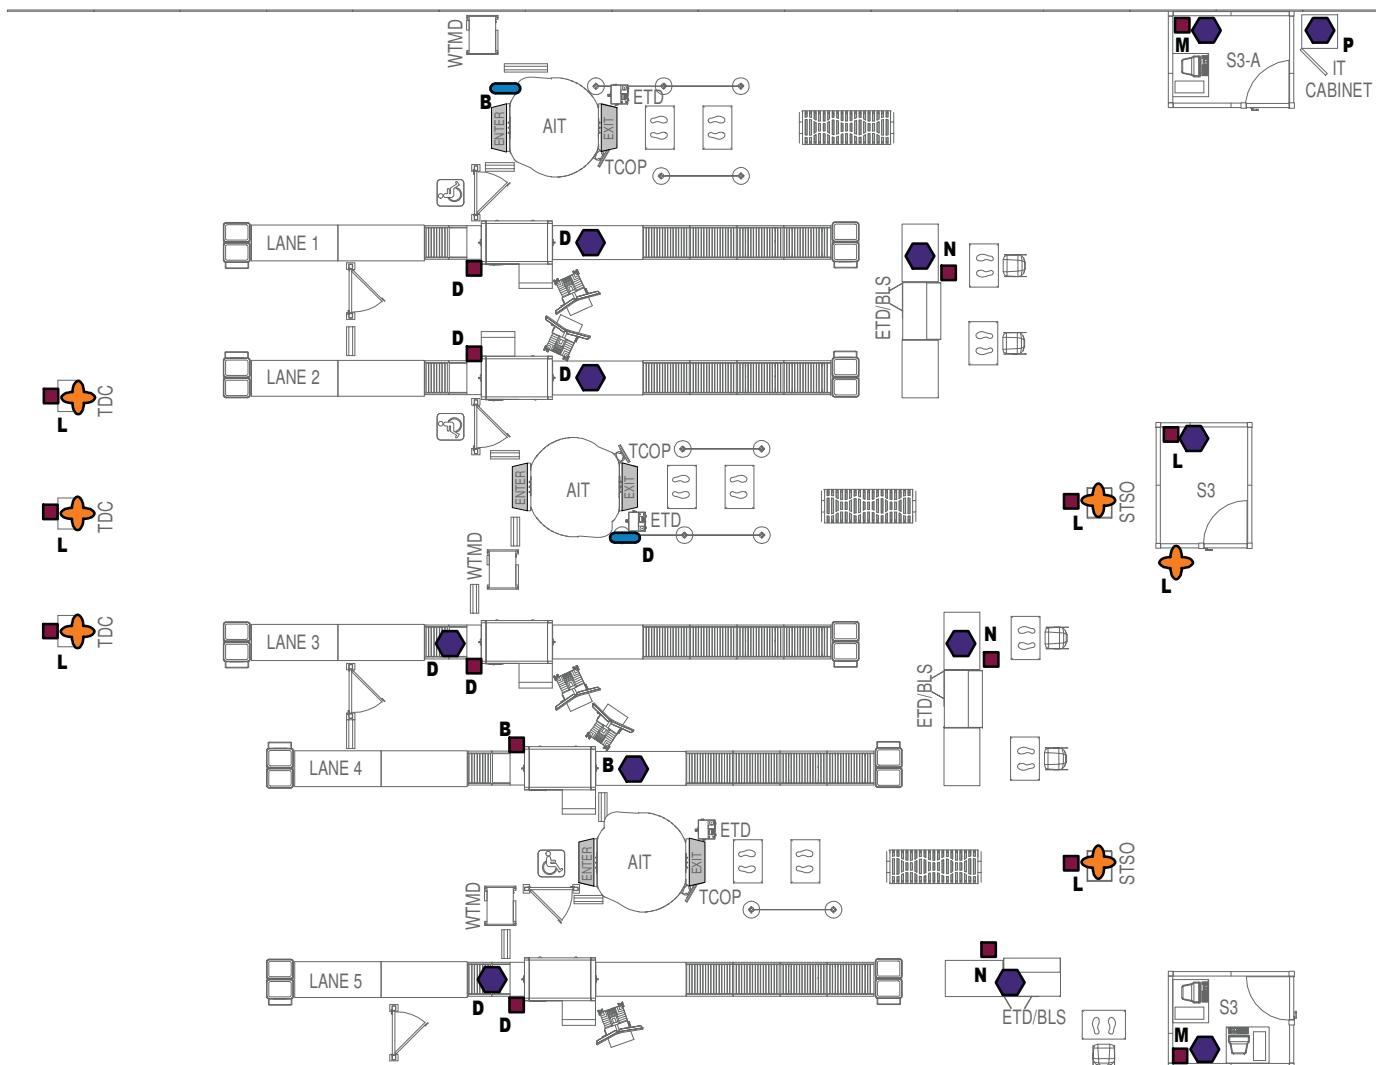 WTMD
B
ENTER
AIT
EXIT
ETD
TCOP
M
S3-A
P
IT
CABINET
LANE 1
D
D
N
ETD/BLS
D
LANE 2
D
TDC
L
ENTER
AIT
EXIT
TCOP
ETD
D
WTMD
L
S3
STSO
L
L
TDC
L
TDC
L
LANE 3
D
D
N
ETD/BLS
B
LANE 4
B
ENTER
AIT
EXIT
ETD
TCOP
WTMD
STSO
L
LANE 5
D
D
N
ETD/BLS
S3
M